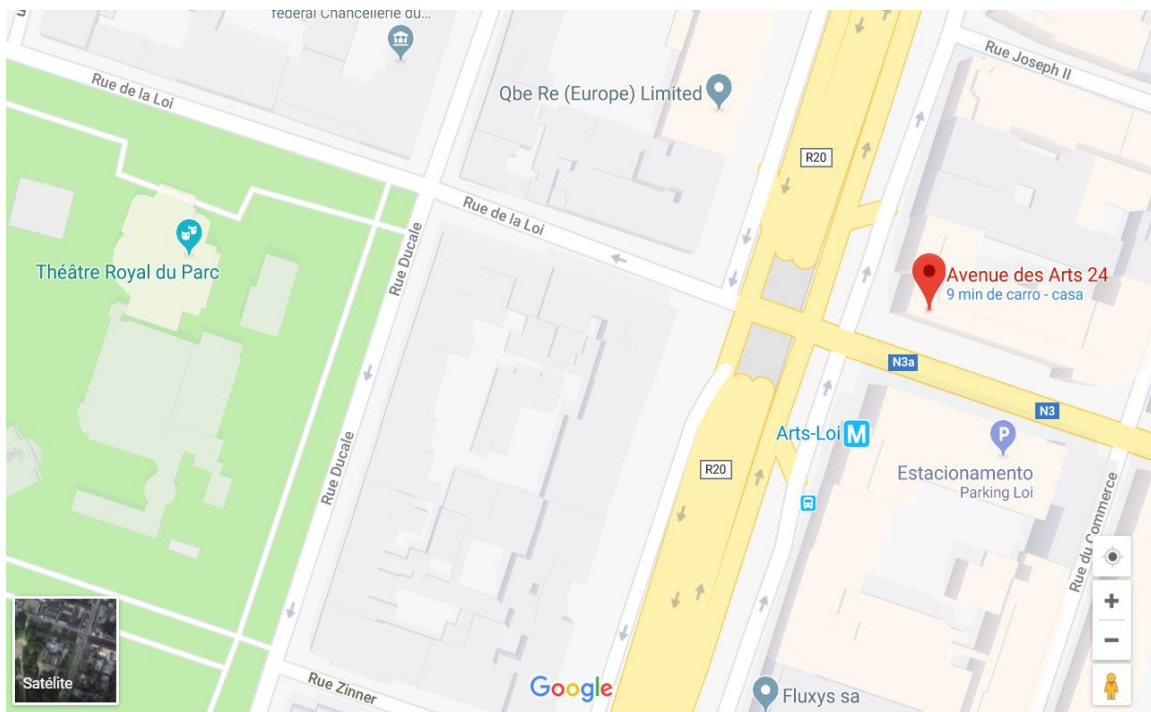 fédéral Chancellerie du...
Rue Joseph II
Rue de la Loi
Qbe Re (Europe) Limited
R20
Rue de la Loi
Rue Ducale
Théâtre Royal du Parc
Avenue des Arts 24
9 min de carro - casa
N3a
N3
Arts-Loi M
P
Estacionamento
Parking Loi
R20
Rue Ducale
Rue du Commerce
Satélite
Rue Zinner
Google
Fluxys sa